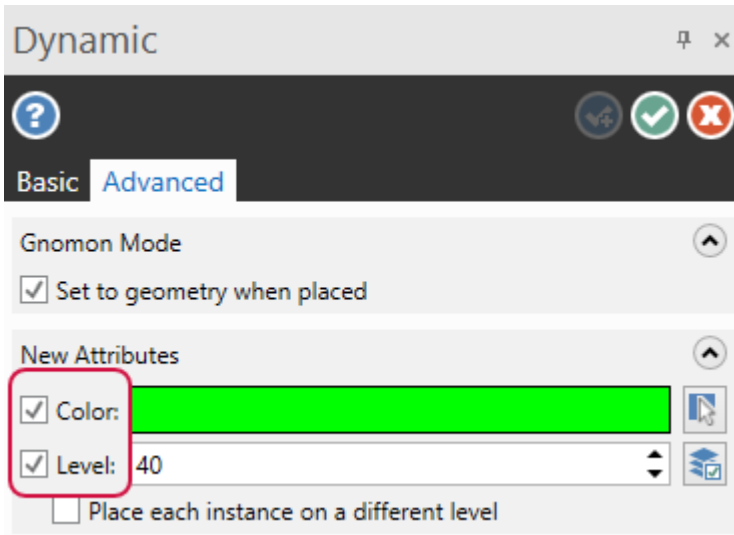 Dynamic
?
Basic Advanced
Gnomon Mode
Set to geometry when placed
New Attributes
Color:
Level: 40
Place each instance on a different level